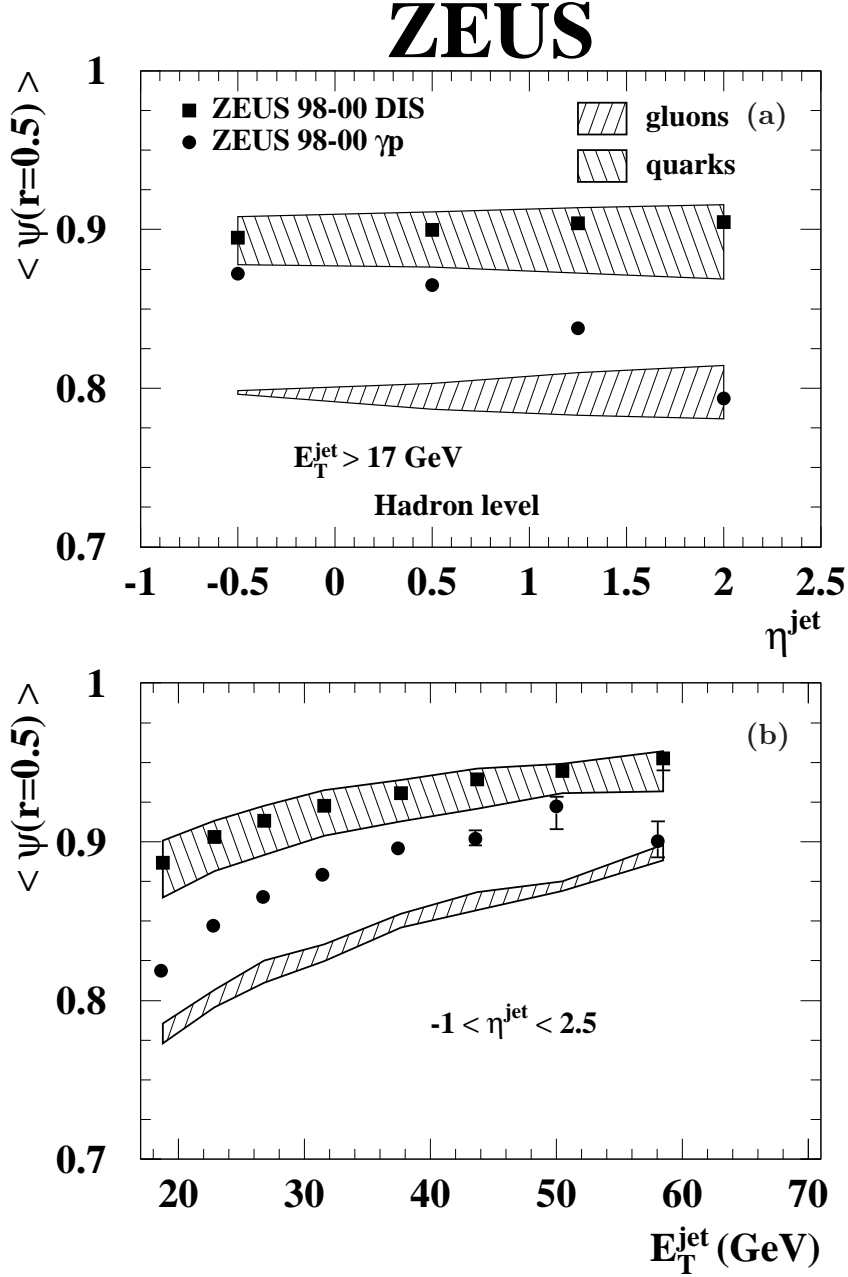 ZEUS
< ψ(r=0.5) >
1
0.9
0.8
0.7
■ ZEUS 98-00 DIS
● ZEUS 98-00 γp
gluons (a)
quarks
E_T^jet > 17 GeV
Hadron level
-1 -0.5 0 0.5 1 1.5 2 2.5
η^jet
< ψ(r=0.5) >
1
0.9
0.8
0.7
(b)
-1 < η^jet < 2.5
20 30 40 50 60 70
E_T^jet (GeV)